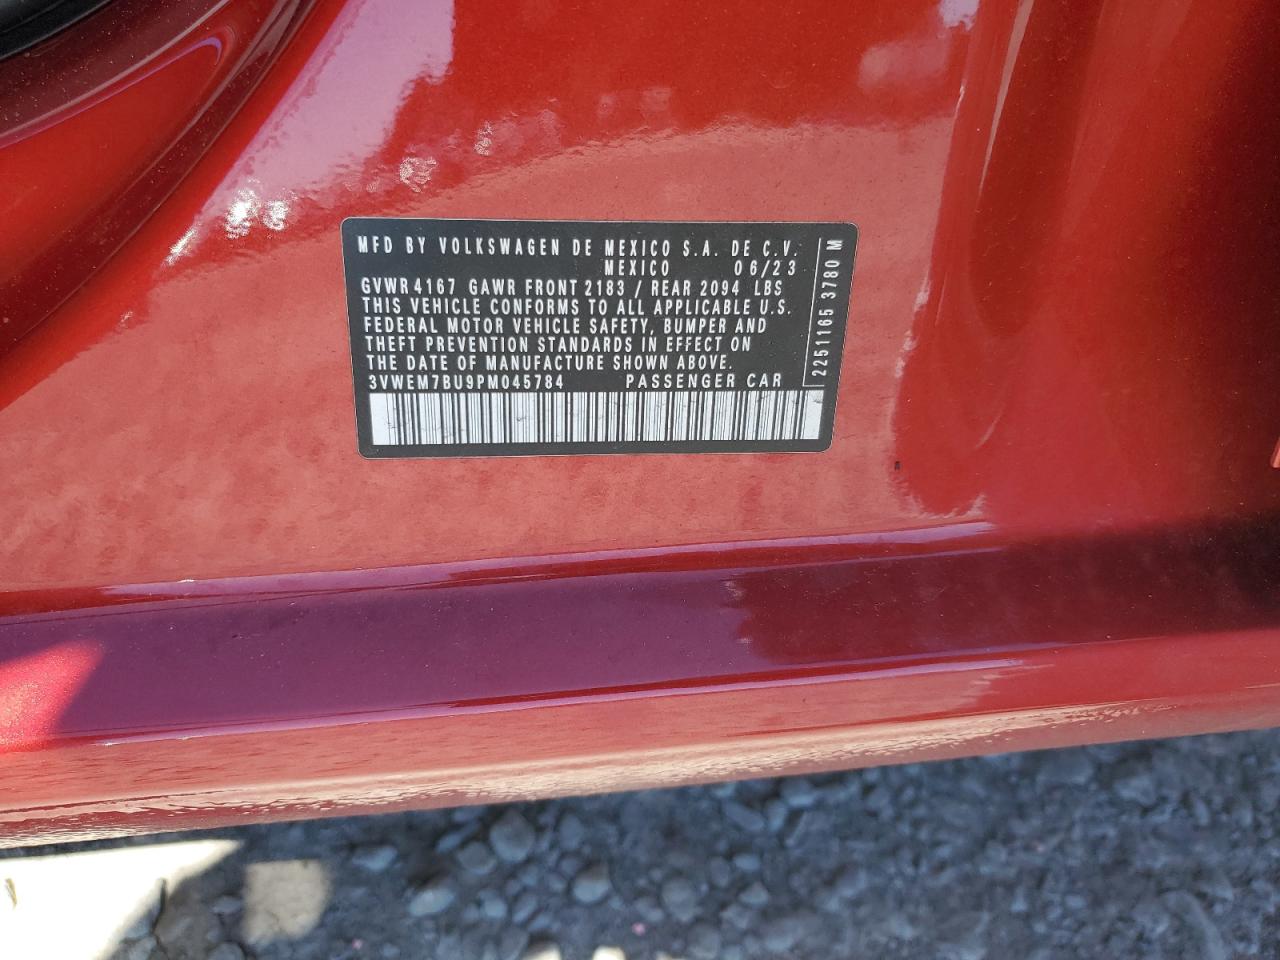 MFD BY VOLKSWAGEN DE MEXICO S.A. DE C.V.
MEXICO 06/23
GVWR 4167 GAWR FRONT 2183 / REAR 2094 LBS
THIS VEHICLE CONFORMS TO ALL APPLICABLE U.S.
FEDERAL MOTOR VEHICLE SAFETY, BUMPER AND
THEFT PREVENTION STANDARDS IN EFFECT ON
THE DATE OF MANUFACTURE SHOWN ABOVE.
3VWEM7BU9PM045784 PASSENGER CAR
2251165 3780 M